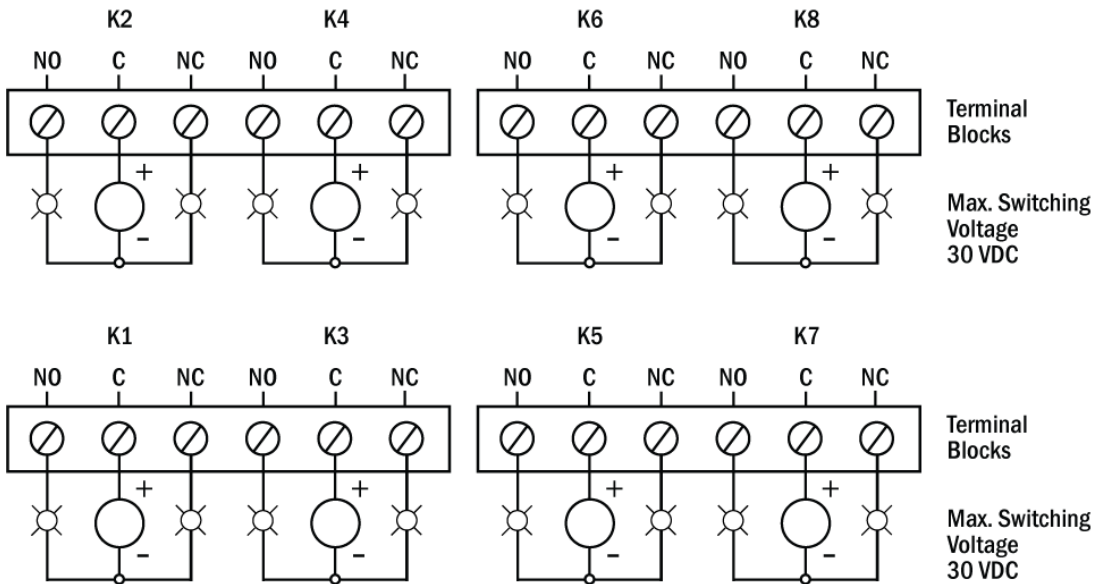 K2 K4 K6 K8
NO C NC NO C NC NO C NC NO C NC
Terminal
Blocks
+ + + +
Max. Switching
Voltage
30 VDC
- - - -
K1 K3 K5 K7
NO C NC NO C NC NO C NC NO C NC
Terminal
Blocks
+ + + +
Max. Switching
Voltage
30 VDC
- - - -